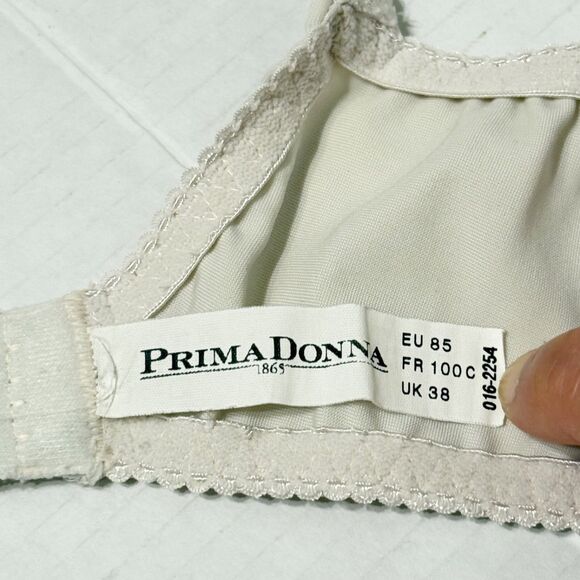 PRIMADONNA
1865
EU 85
FR 100 C
UK 38
016-2254